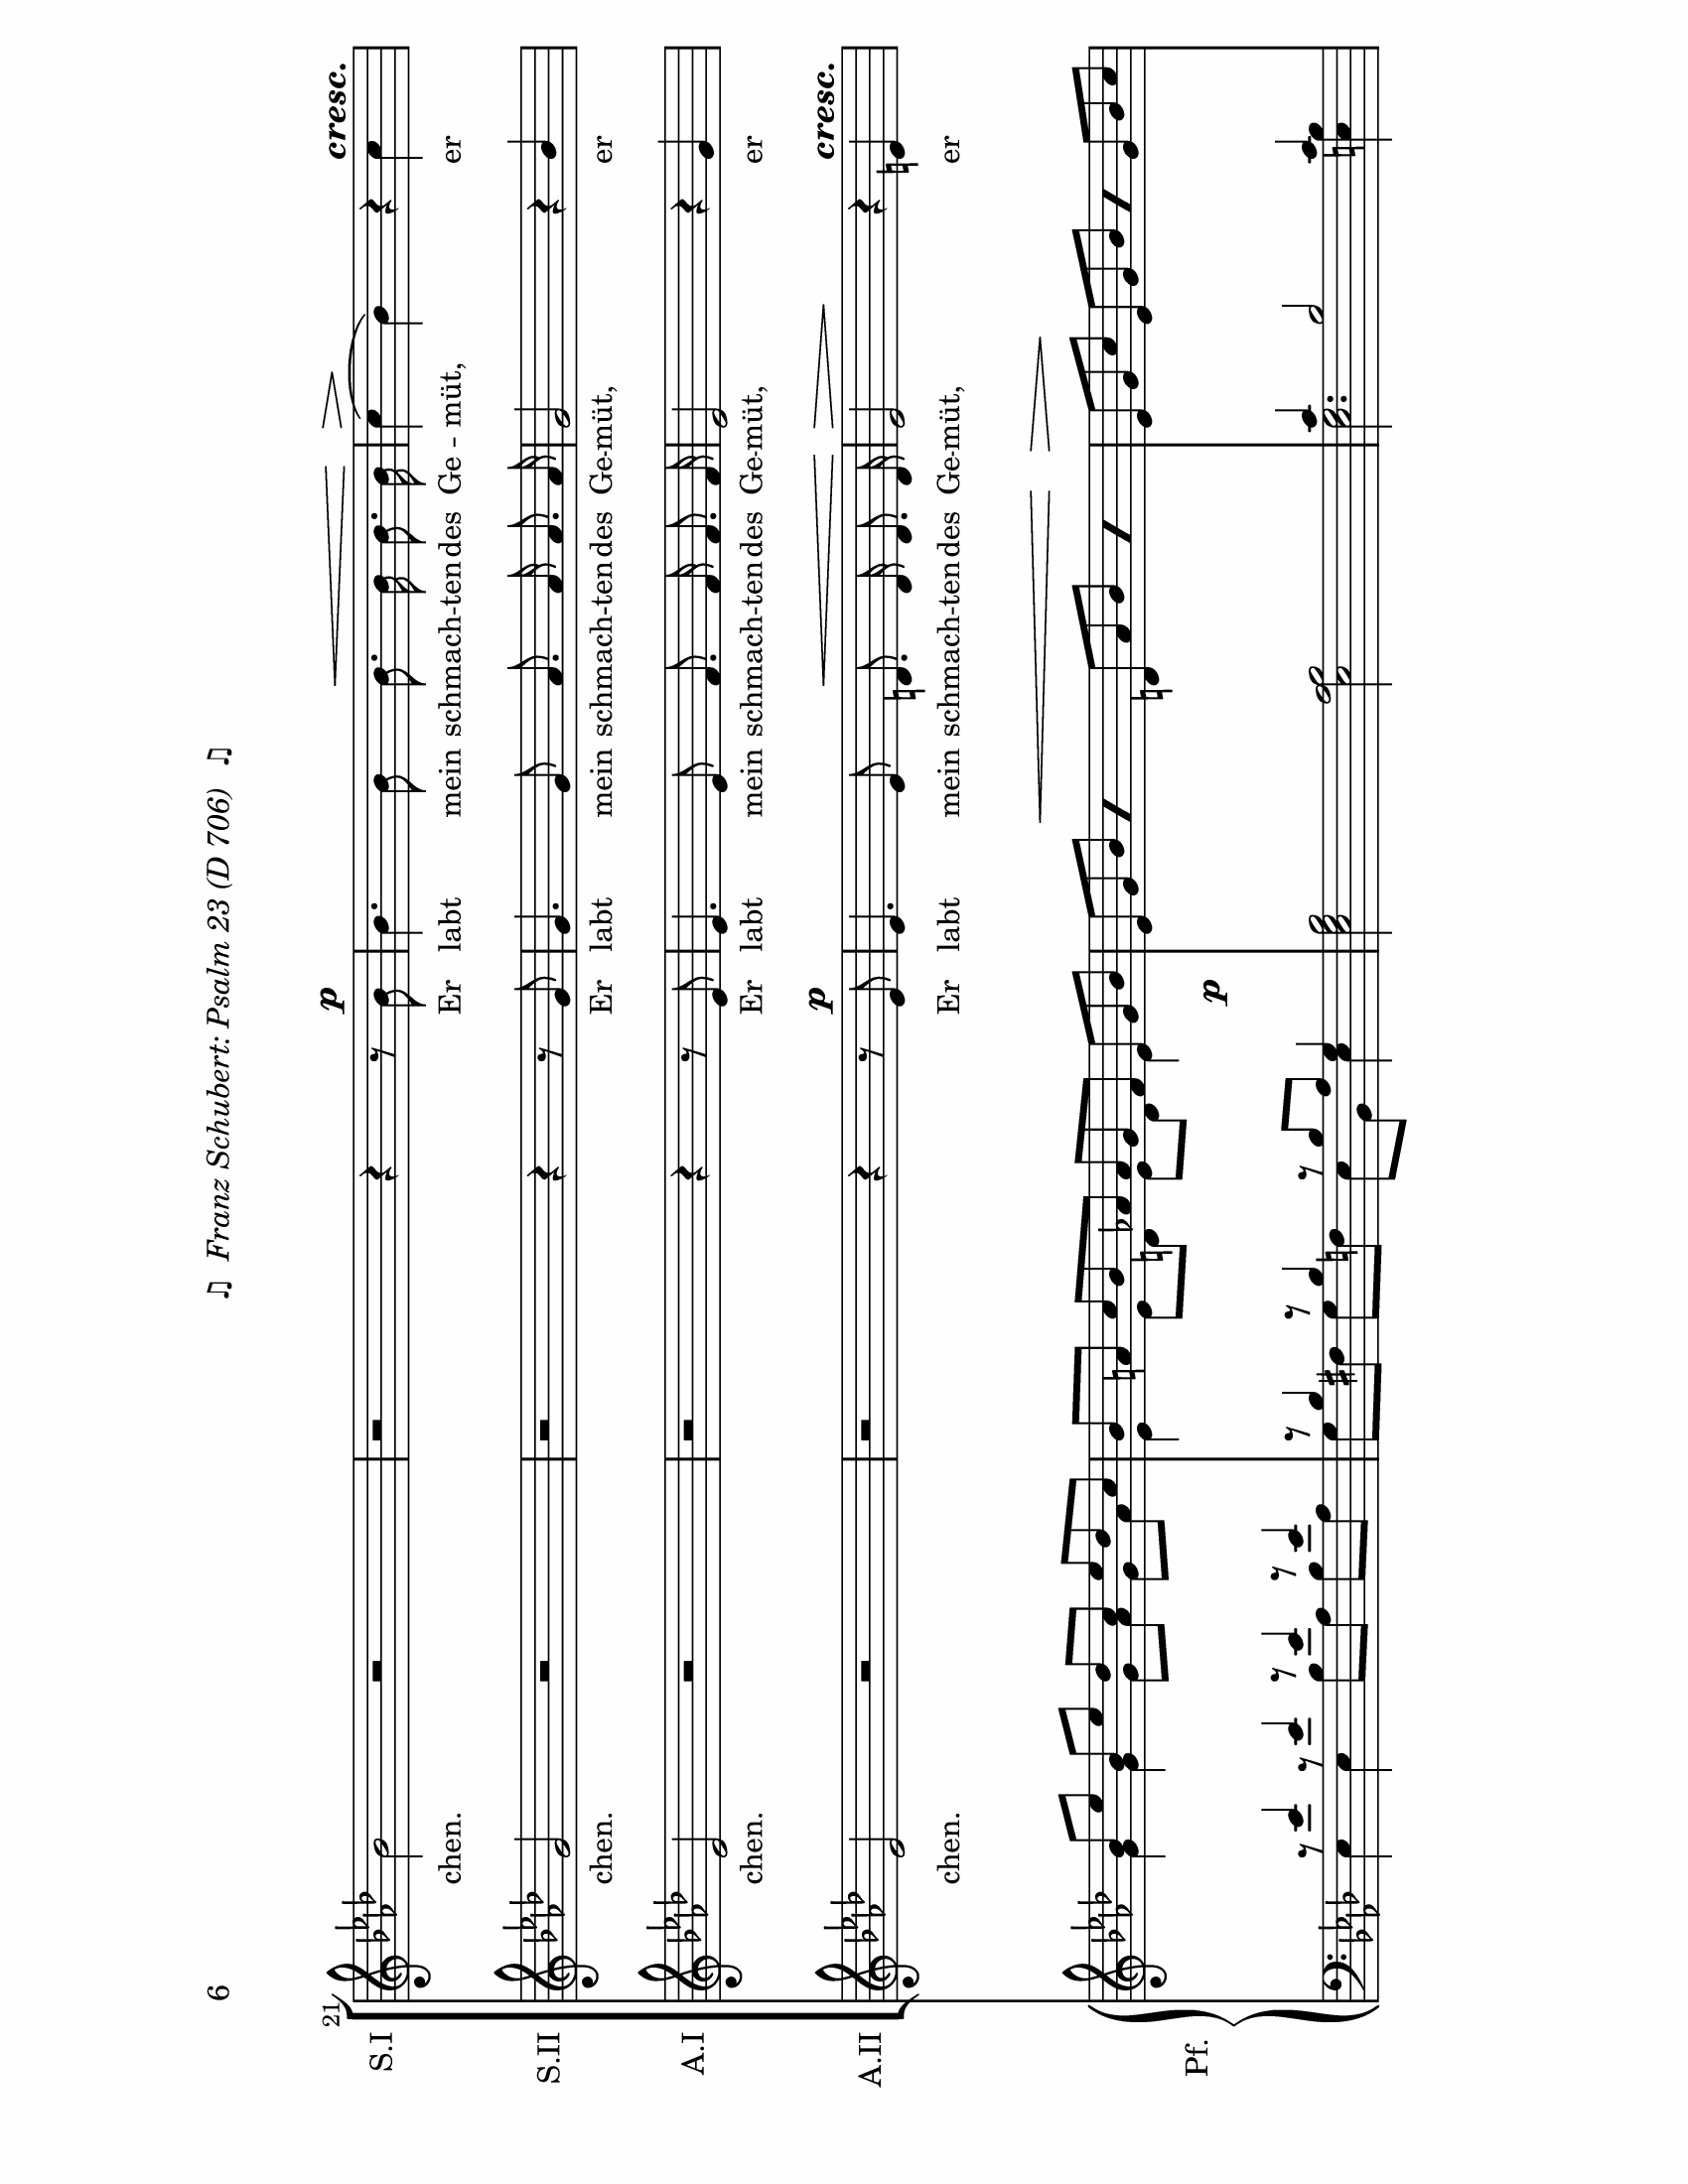 6
♫ Franz Schubert: Psalm 23 (D 706) ♫
21
p cresc.
S.I
chen. Er labt mein schmach-ten des Ge - müt, er
S.II
chen. Er labt mein schmach-ten des Ge-müt, er
A.I
chen. Er labt mein schmach-ten des Ge-müt, er
p cresc.
A.II
chen. Er labt mein schmach-ten des Ge-müt, er
Pf.
p